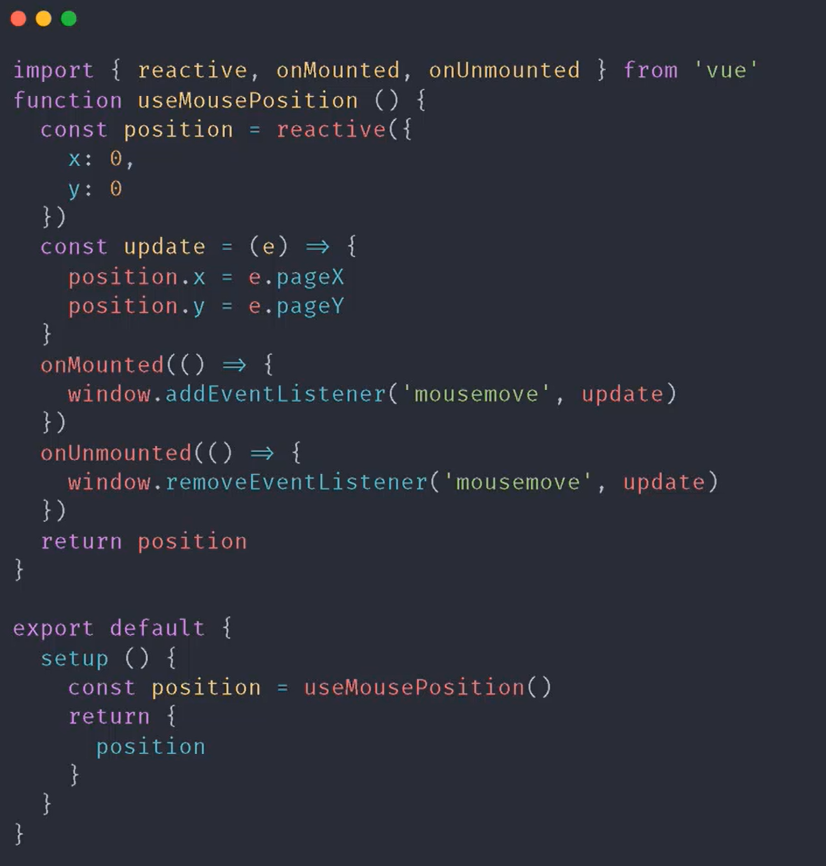 import { reactive, onMounted, onUnmounted } from 'vue'
function useMousePosition () {
  const position = reactive({
    x: 0,
    y: 0
  })
  const update = (e) => {
    position.x = e.pageX
    position.y = e.pageY
  }
  onMounted(() => {
    window.addEventListener('mousemove', update)
  })
  onUnmounted(() => {
    window.removeEventListener('mousemove', update)
  })
  return position
}

export default {
  setup () {
    const position = useMousePosition()
    return {
      position
    }
  }
}